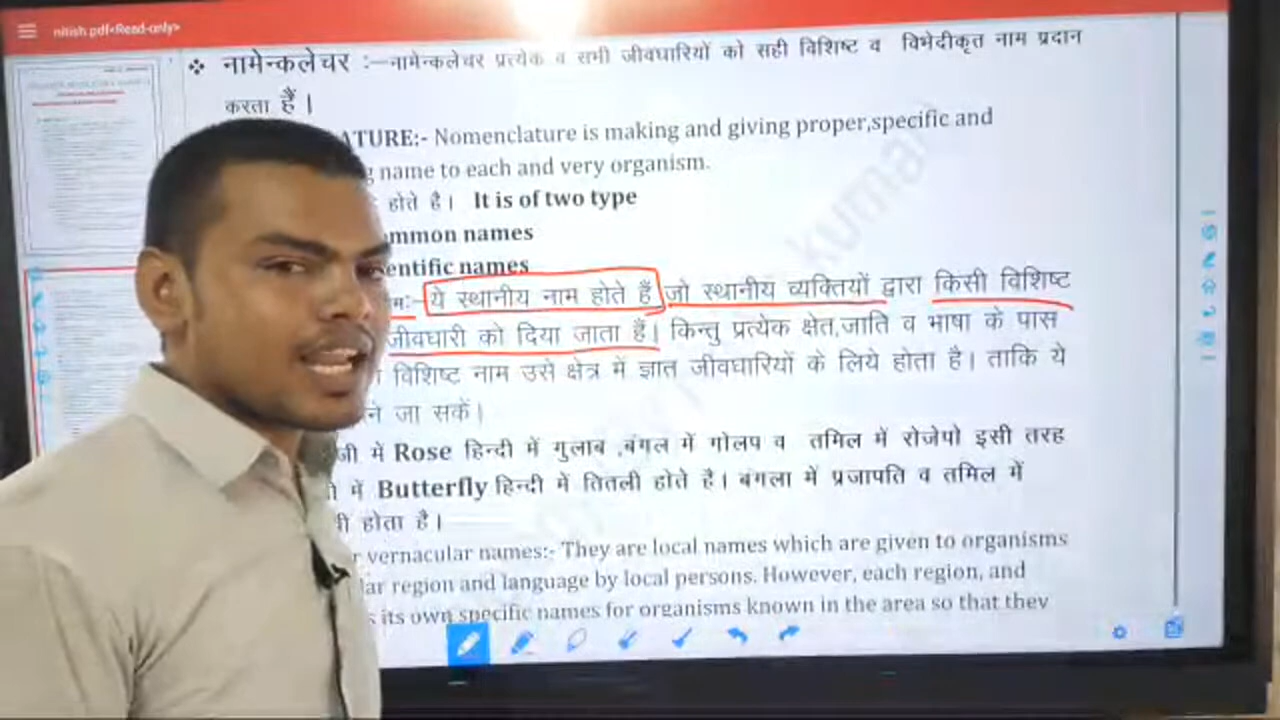 nitish.pdf<Read-only>
❖ नामेन्कलेचर :–नामेन्कलेचर प्रत्येक व सभी जीवधारियों को सही विशिष्ट व विभेदीकृत नाम प्रदान
करता हैं |
ATURE:- Nomenclature is making and giving proper,specific and
g name to each and very organism.
होते है। It is of two type
mmon names
entific names
ये स्थानीय नाम होते हैं जो स्थानीय व्यक्तियों द्वारा किसी विशिष्ट
जीवधारी को दिया जाता हैं। किन्तु प्रत्येक क्षेत,जाति व भाषा के पास
विशिष्ट नाम उसे क्षेत्र में ज्ञात जीवधारियों के लिये होता है। ताकि ये
ने जा सकें।
जी में Rose हिन्दी में गुलाब ,बंगल में गोलप व तमिल में रोजेपो इसी तरह
में Butterfly हिन्दी में तितली होते है। बंगला में प्रजापति व तमिल में
ी होता है।
r vernacular names:- They are local names which are given to organisms
lar region and language by local persons. However, each region, and
s its own specific names for organisms known in the area so that they
kumar